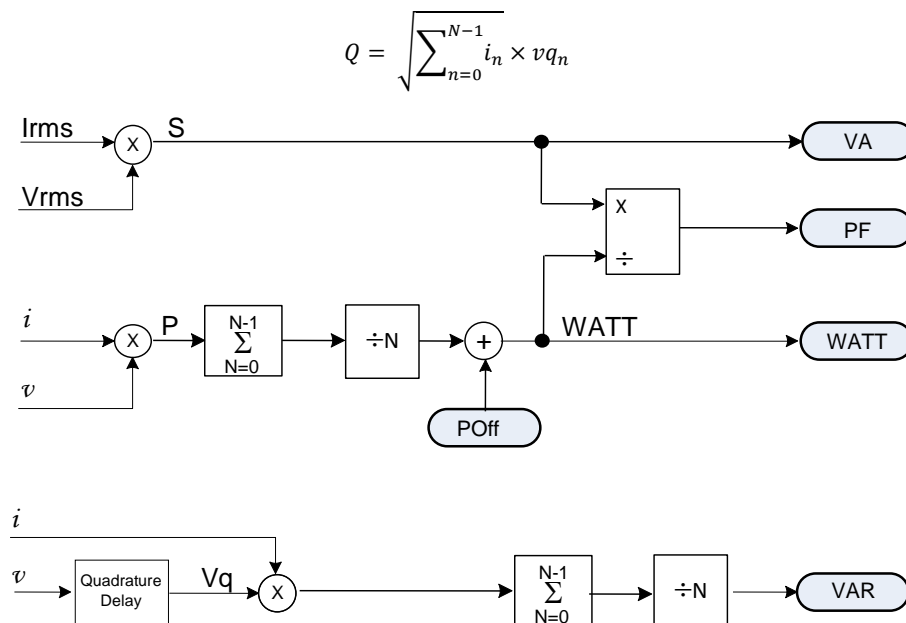 Q = √∑_{n=0}^{N−1} i_n × vq_n
Irms
X
S
VA
Vrms
X
÷
PF
i
X
P
N-1
∑
N=0
÷N
+
WATT
WATT
v
POff
i
v
Quadrature
Delay
Vq
X
N-1
∑
N=0
÷N
VAR